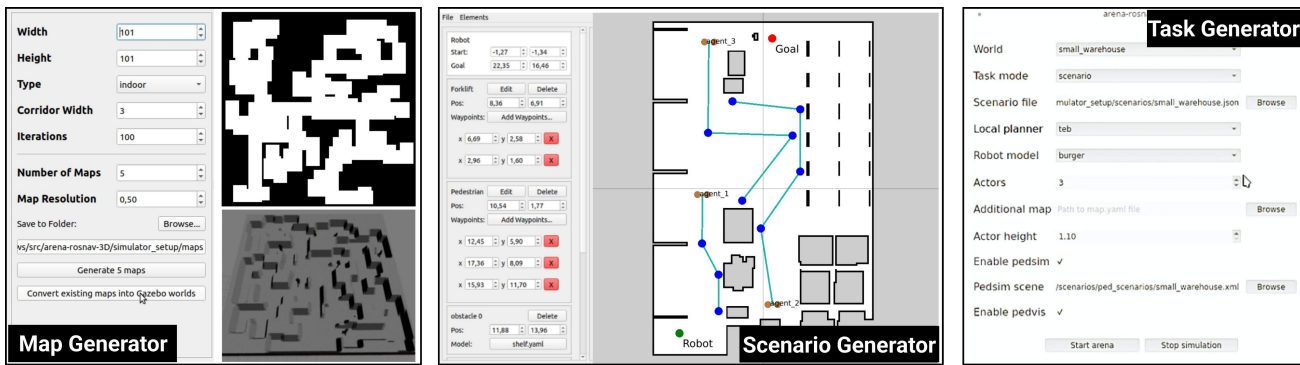 Width 101
Height 101
Type indoor
Corridor Width 3
Iterations 100
Number of Maps 5
Map Resolution 0,50
Save to Folder: Browse...
vs/src/arena-rosnav-3D/simulator_setup/maps
Generate 5 maps
Convert existing maps into Gazebo worlds
Map Generator
File Elements
Robot
Start: -1,27 -1,34
Goal 22,35 16,46
Forklift Edit Delete
Pos: 8,36 6,91
Waypoints: Add Waypoints...
x 6,69 y 2,58 X
x 2,96 y 1,60 X
Pedestrian Edit Delete
Pos: 10,54 1,77
Waypoints: Add Waypoints...
x 12,45 y 5,90 X
x 17,36 y 8,09 X
x 15,93 y 11,70 X
obstacle 0 Delete
Pos: 11,88 13,96
Model: shelf.yaml
agent_3
Goal
agent_1
agent_2
Robot
Scenario Generator
arena-rosn
Task Generator
World small_warehouse
Task mode scenario
Scenario file mulator_setup/scenarios/small_warehouse.json Browse
Local planner teb
Robot model burger
Actors 3
Additional map Path to map.yaml file Browse
Actor height 1.10
Enable pedsim ✓
Pedsim scene /scenarios/ped_scenarios/small_warehouse.xml Browse
Enable pedvis ✓
Start arena Stop simulation